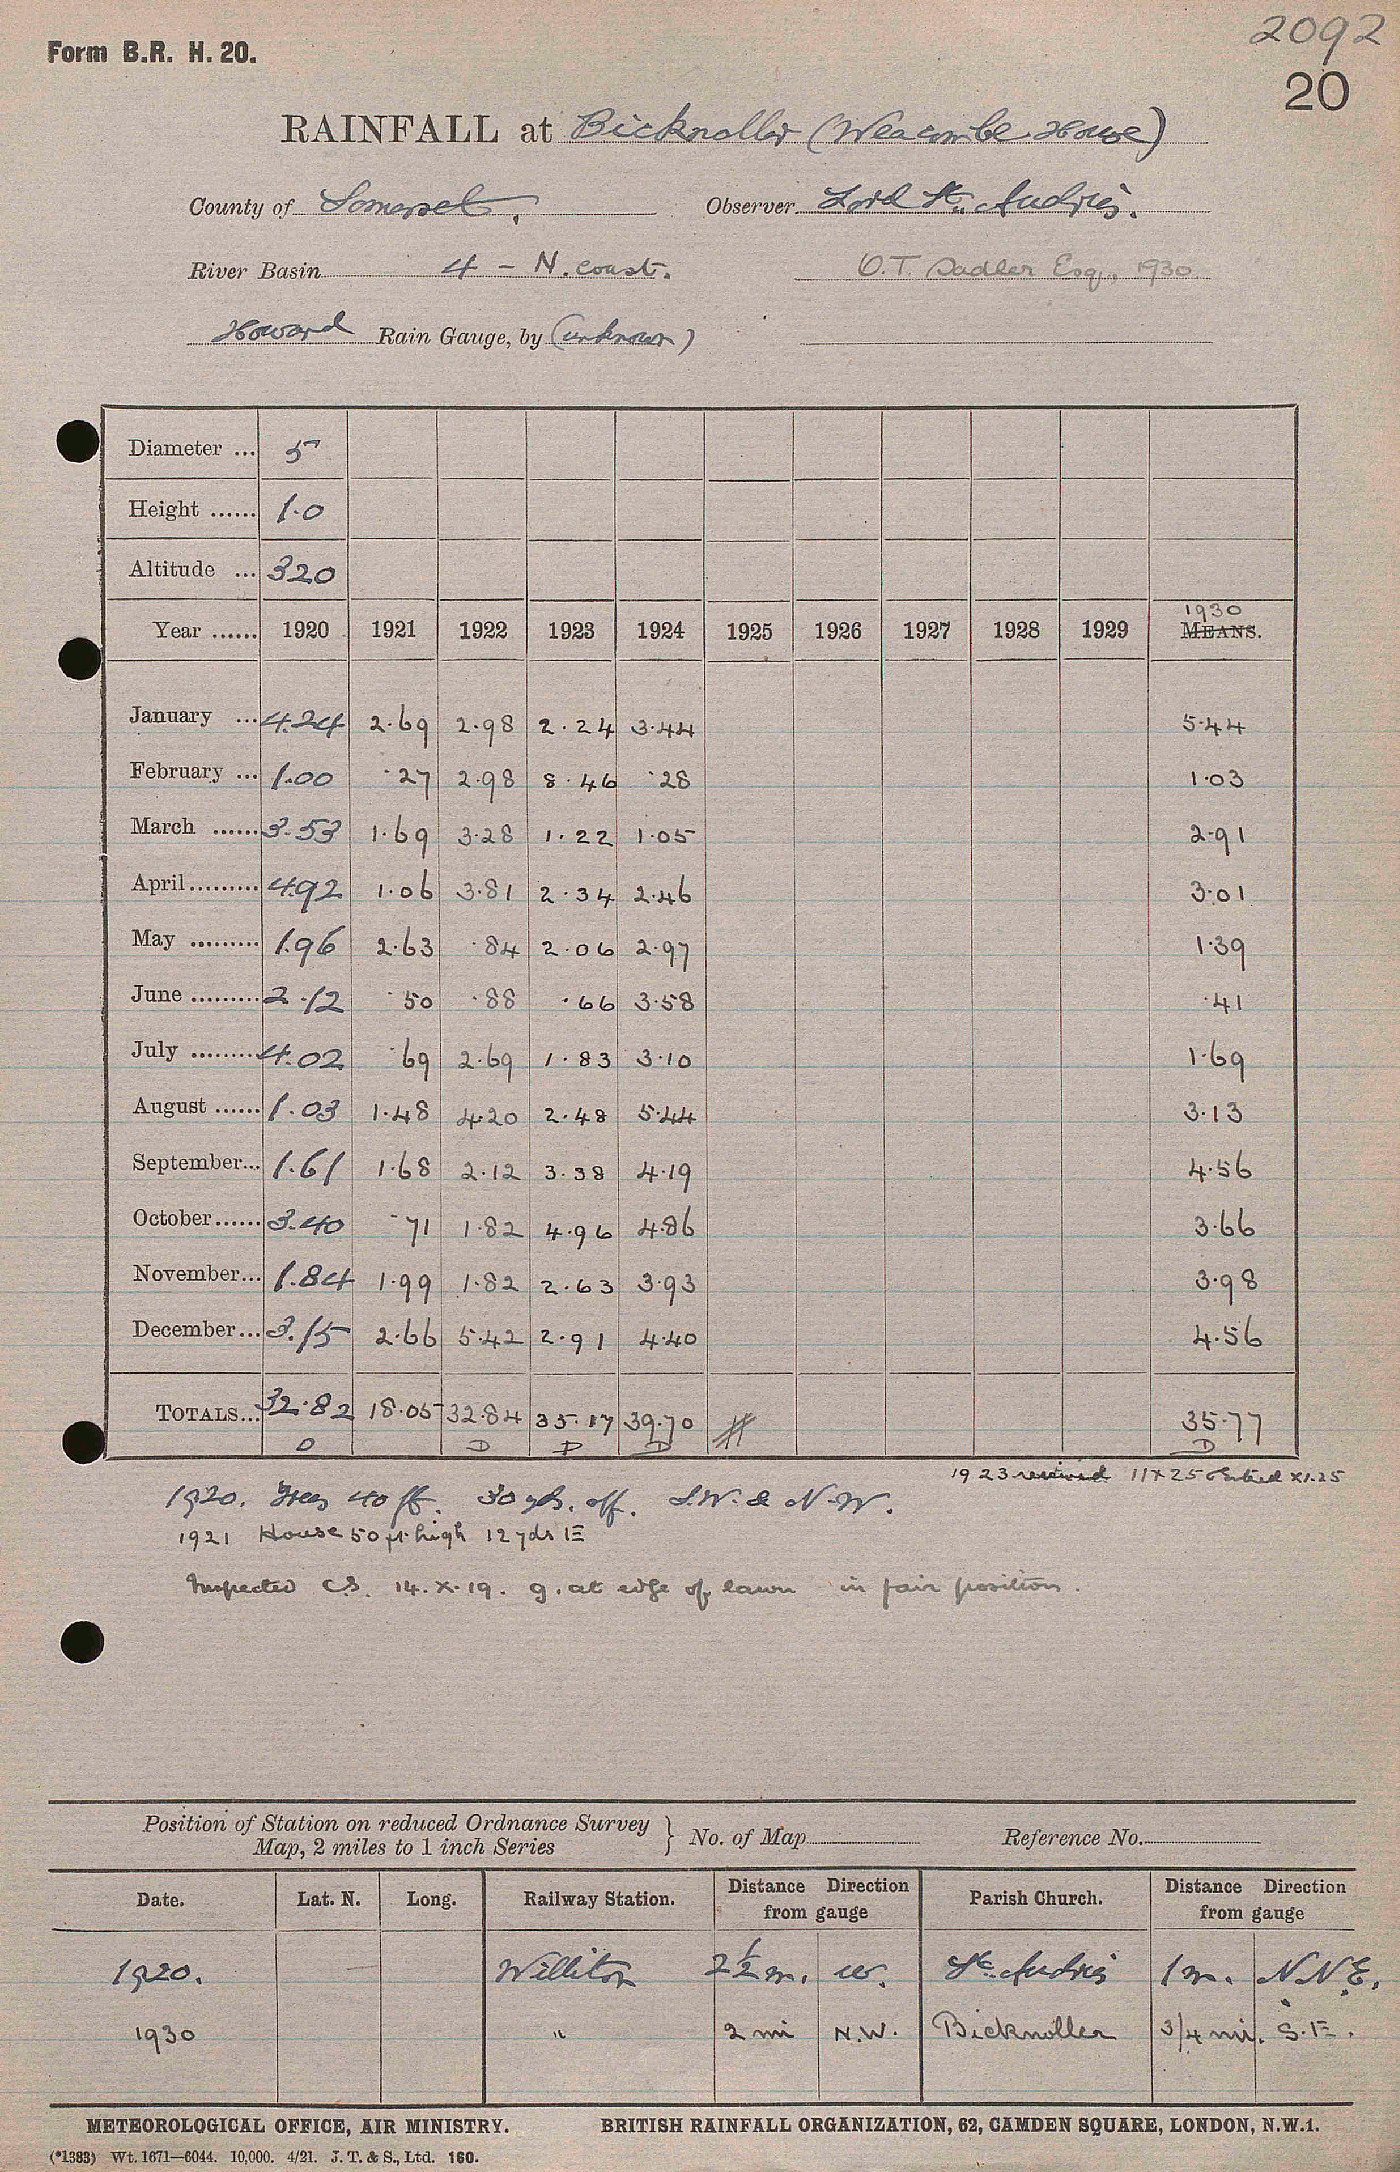 2092
Form B.R. H. 20.
20
RAINFALL at Bicknoller (Weacombe House)
County of Somerset. Observer Lord St. Audries.
River Basin 4 - N. coast. O.T. Sadler Esq., 1930
Howard Rain Gauge, by (unknown)
Diameter ... 5
Height ...... 1.0
Altitude ... 320
1930
Year ...... 1920 1921 1922 1923 1924 1925 1926 1927 1928 1929 MEANS.
January ... 4.24 2.69 2.98 2.24 3.44 5.44
February ... 1.00 .27 2.98 8.46 .28 1.03
March ...... 3.53 1.69 3.28 1.22 1.05 2.91
April ......... 4.92 1.06 3.81 2.34 2.46 3.01
May ......... 1.96 2.63 .84 2.06 2.97 1.39
June ......... 2.12 .50 .88 .66 3.58 .41
July ......... 4.02 .69 2.69 1.83 3.10 1.69
August ...... 1.03 1.48 4.20 2.48 5.44 3.13
September... 1.61 1.68 2.12 3.38 4.19 4.56
October...... 3.40 .71 1.82 4.96 4.86 3.66
November... 1.84 1.99 1.82 2.63 3.93 3.98
December... 3.15 2.66 5.42 2.91 4.40 4.56
TOTALS... 32.82 18.05 32.84 35.17 39.70 35.77
D D D D D
1923 received 11 X 25 x1.25
1920. Trees 40 ft. 30 yds. off. S.W. & N.W.
1921 House 50 ft. high 12 yds E
Inspected C.S. 14.X.19. g. at edge of lawn in fair position.
Position of Station on reduced Ordnance Survey
Map, 2 miles to 1 inch Series } No. of Map Reference No.
Date. Lat. N. Long. Railway Station. Distance Direction from gauge Parish Church. Distance Direction from gauge
1920. Williton 2½ m. W. St. Audries 1 m. N.N.E.
1930 " 2 mi N.W. Bicknoller 3/4 mi. S.E.
METEOROLOGICAL OFFICE, AIR MINISTRY. BRITISH RAINFALL ORGANIZATION, 62, CAMDEN SQUARE, LONDON, N.W.1.
(*1383) Wt. 1671—6044. 10,000. 4/21. J. T. & S., Ltd. 160.